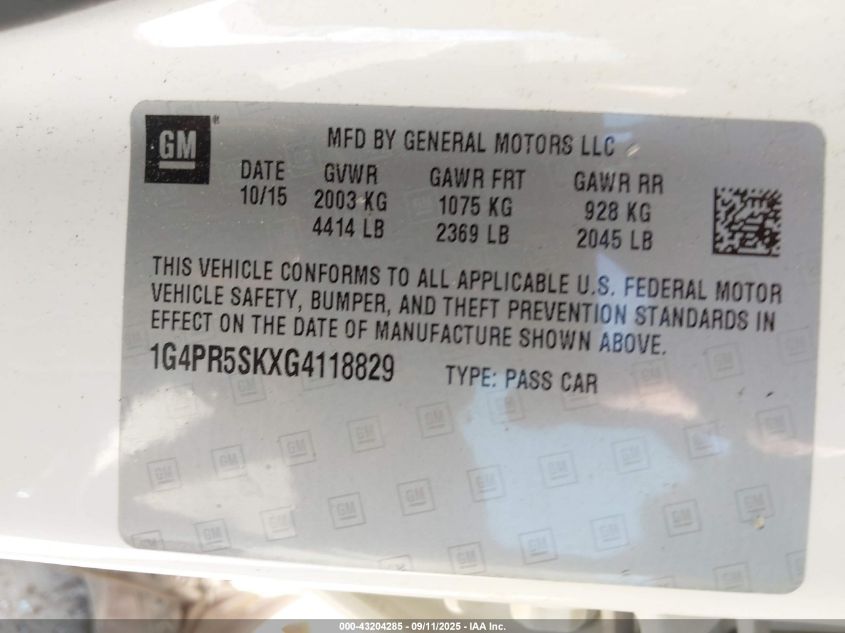 GM®
MFD BY GENERAL MOTORS LLC
DATE GVWR GAWR FRT GAWR RR
10/15 2003 KG 1075 KG 928 KG
4414 LB 2369 LB 2045 LB
THIS VEHICLE CONFORMS TO ALL APPLICABLE U.S. FEDERAL MOTOR
VEHICLE SAFETY, BUMPER, AND THEFT PREVENTION STANDARDS IN
EFFECT ON THE DATE OF MANUFACTURE SHOWN ABOVE.
1G4PR5SKXG4118829 TYPE: PASS CAR
000-43204285 - 09/11/2025 - IAA Inc.